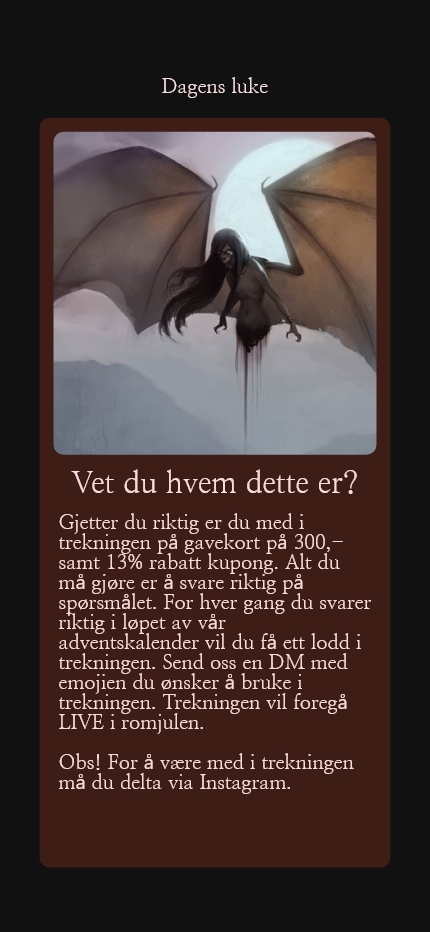 Dagens luke
Vet du hvem dette er?
Gjetter du riktig er du med i
trekningen på gavekort på 300,–
samt 13% rabatt kupong. Alt du
må gjøre er å svare riktig på
spørsmålet. For hver gang du svarer
riktig i løpet av vår
adventskalender vil du få ett lodd i
trekningen. Send oss en DM med
emojien du ønsker å bruke i
trekningen. Trekningen vil foregå
LIVE i romjulen.
Obs! For å være med i trekningen
må du delta via Instagram.